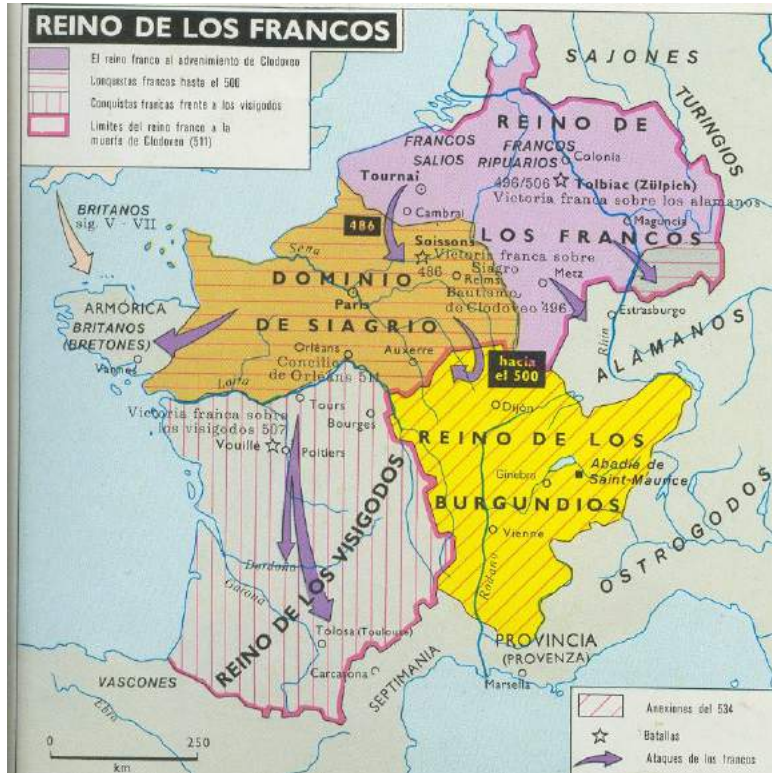 REINO DE LOS FRANCOS
El reino franco al advenimiento de Clodoveo
Conquistas francas hasta el 500
Conquistas francas frente a los visigodos
Límites del reino franco a la
muerte de Clodoveo (511)
SAJONES
TURINGIOS
REINO DE
FRANCOS
SALIOS
FRANCOS
RIPUARIOS
Colonia
Tournai
496/506
Tolbiac (Zülpich)
Victoria franca sobre los alamanos
Cambrai
BRITANOS
sig. V - VII
Maguncia
486
Sena
Soissons
LOS FRANCOS
Victoria franca sobre
Siagro
486
Reims
Metz
DOMINIO
Bautismo
de Clodoveo 496
París
ARMÓRICA
BRITANOS
(BRETONES)
DE SIAGRIO
Estrasburgo
Rin
ALAMANOS
Vannes
Orléans
Auxerre
Concilio
de Orleans 511
hacia
el 500
Loira
Tours
Victoria franca sobre
los visigodos 507
Bourges
Dijón
Vouillé
Poitiers
REINO DE LOS
Ginebra
Abadía de
Saint-Maurice
BURGUNDIOS
Vienne
REINO DE LOS VISIGODOS
OSTROGODOS
Dordoña
Garona
Ródano
Tolosa (Toulouse)
PROVINCIA
(PROVENZA)
Carcasona
SEPTIMANIA
Marsella
VASCONES
Ebro
0 250
km
Anexiones del 534
Batallas
Ataques de los francos